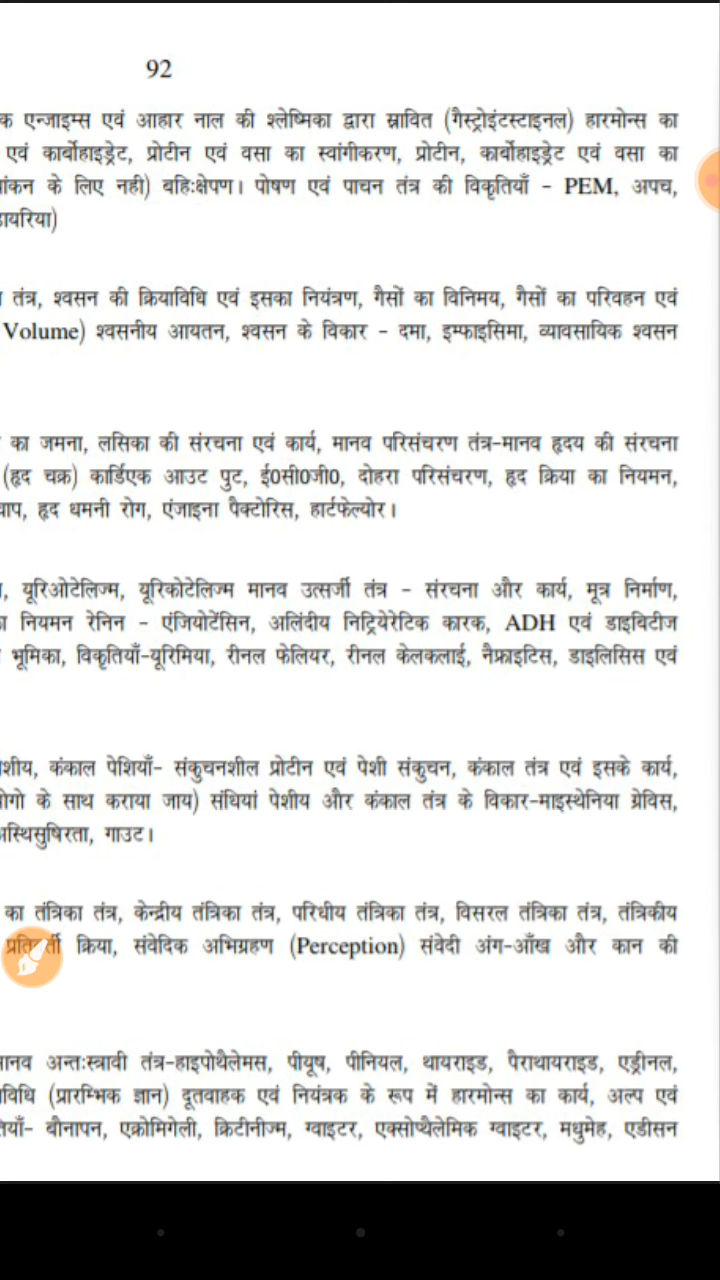 92
क एन्जाइम्स एवं आहार नाल की श्लेष्मिका द्वारा स्रावित (गैस्ट्रोइंटस्टाइनल) हारमोन्स का
एवं कार्बोहाइड्रेट, प्रोटीन एवं वसा का स्वांगीकरण, प्रोटीन, कार्बोहाइड्रेट एवं वसा का
के लिए नही) बहिःक्षेपण। पोषण एवं पाचन तंत्र की विकृतियाँ - PEM, अपच,
तंत्र, श्वसन की क्रियाविधि एवं इसका नियंत्रण, गैसों का विनिमय, गैसों का परिवहन एवं
Volume) श्वसनीय आयतन, श्वसन के विकार - दमा, इम्फाइसिमा, व्यावसायिक श्वसन
का जमना, लसिका की संरचना एवं कार्य, मानव परिसंचरण तंत्र-मानव हृदय की संरचना
(हृद चक्र) कार्डिएक आउट पुट, ई0सी0जी0, दोहरा परिसंचरण, हृद क्रिया का नियमन,
हृद धमनी रोग, एंजाइना पैक्टोरिस, हार्टफेल्योर।
, यूरिओटेलिज्म, यूरिकोटेलिज्म मानव उत्सर्जी तंत्र - संरचना और कार्य, मूत्र निर्माण,
नियमन रेनिन - एंजियोटेंसिन, अलिंदीय निट्रियेरेटिक कारक, ADH एवं डाइबिटीज
भूमिका, विकृतियाँ-यूरिमिया, रीनल फेलियर, रीनल केलकलाई, नैफ्राइटिस, डाइलिसिस एवं
कंकाल पेशियाँ- संकुचनशील प्रोटीन एवं पेशी संकुचन, कंकाल तंत्र एवं इसके कार्य,
के साथ कराया जाय) संधियां पेशीय और कंकाल तंत्र के विकार-माइस्थेनिया ग्रेविस,
अस्थिसुषिरता, गाउट।
का तंत्रिका तंत्र, केन्द्रीय तंत्रिका तंत्र, परिधीय तंत्रिका तंत्र, विसरल तंत्रिका तंत्र, तंत्रिकीय
क्रिया, संवेदिक अभिग्रहण (Perception) संवेदी अंग-आँख और कान की
अन्तःस्त्रावी तंत्र-हाइपोथैलेमस, पीयूष, पीनियल, थायराइड, पैराथायराइड, एड्रीनल,
(प्रारम्भिक ज्ञान) दूतवाहक एवं नियंत्रक के रूप में हारमोन्स का कार्य, अल्प एवं
बौनापन, एक्रोमिगेली, क्रिटीनीज्म, ग्वाइटर, एक्सोप्थैलेमिक ग्वाइटर, मधुमेह, एडीसन